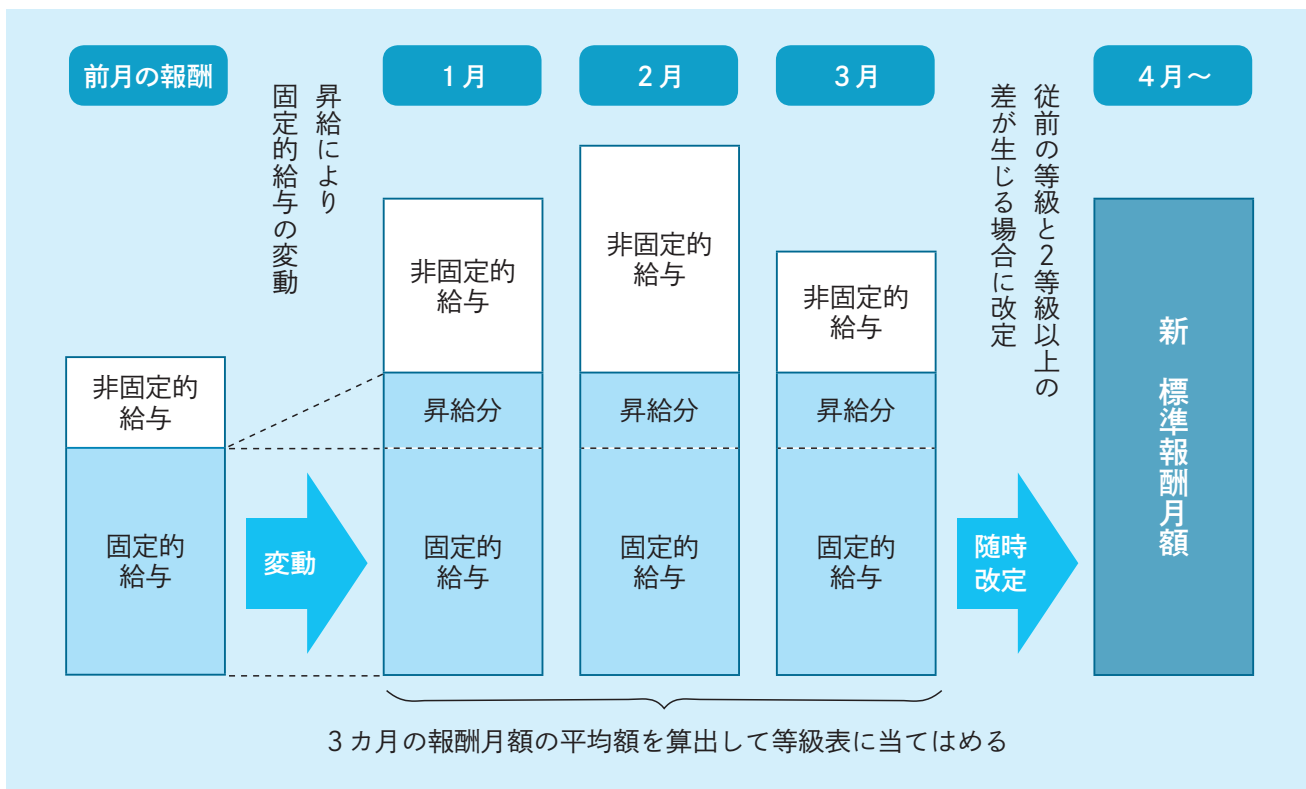 前月の報酬
昇給により
固定的給与の変動
1月
2月
3月
従前の等級と2等級以上の
差が生じる場合に改定
4月～
非固定的
給与
固定的
給与
変動
非固定的
給与
昇給分
固定的
給与
非固定的
給与
昇給分
固定的
給与
非固定的
給与
昇給分
固定的
給与
随時
改定
新　標準報酬月額
3カ月の報酬月額の平均額を算出して等級表に当てはめる